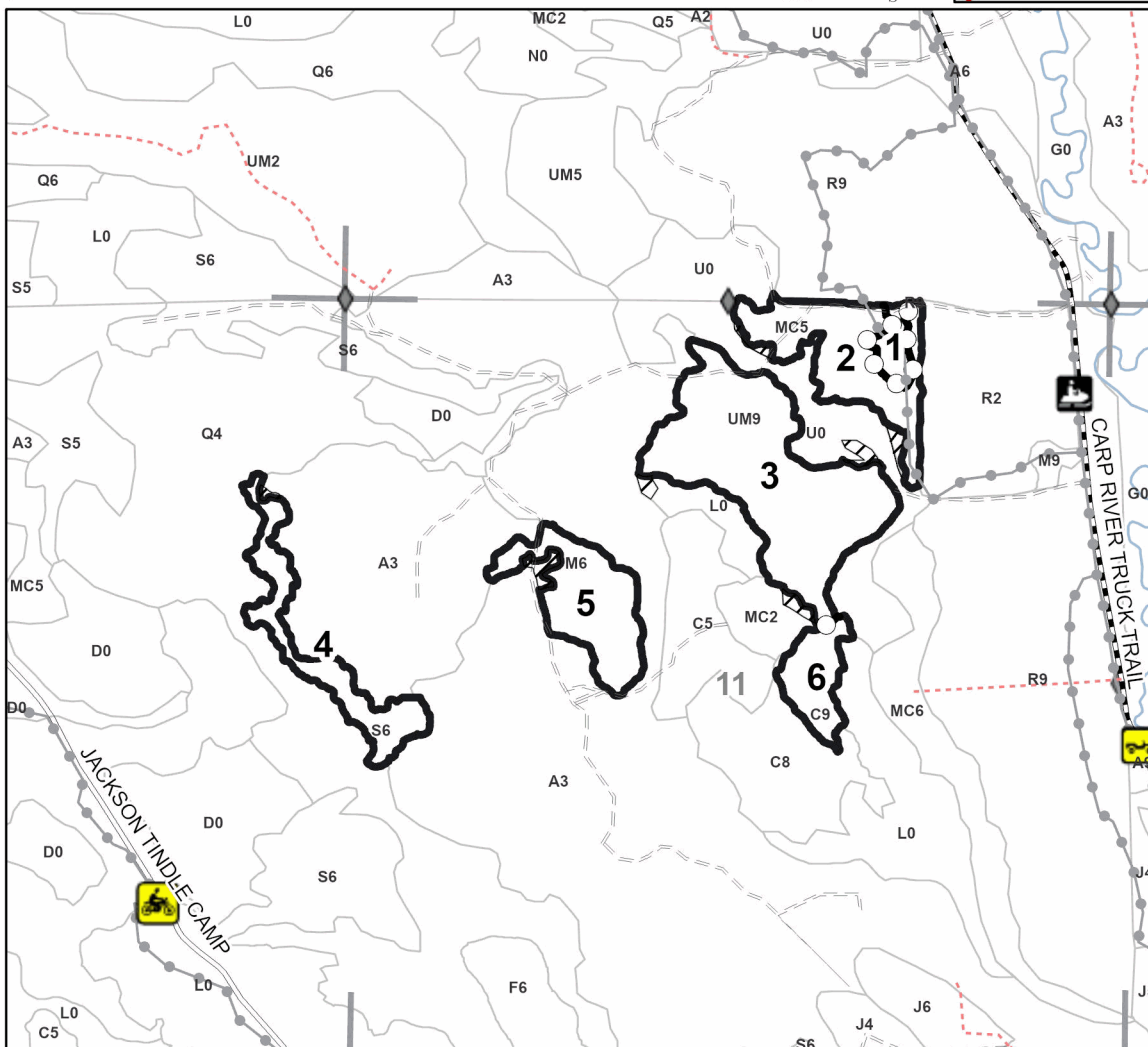 L0
MC2
Q5
A2
U0
N0
Q6
A6
A3
G0
UM2
UM5
R9
Q6
L0
S6
U0
A3
S5
MC5
1
2
S6
R2
D0
UM9
U0
Q4
A3
S5
M9
3
L0
G0
CARP RIVER TRUCK TRAIL
A3
M6
MC5
5
MC2
C5
4
D0
6
11
R9
C9
MC6
D0
S6
C8
JACKSON TINDLE CAMP
A3
D0
L0
D0
S6
F6
L0
J6
L0
C5
J4
S6